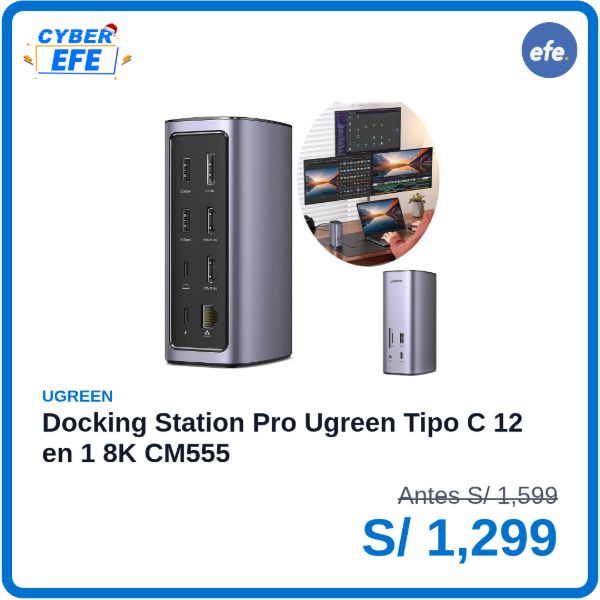 CYBER
EFE
efe.
UGREEN
Docking Station Pro Ugreen Tipo C 12
en 1 8K CM555
Antes S/ 1,599
S/ 1,299